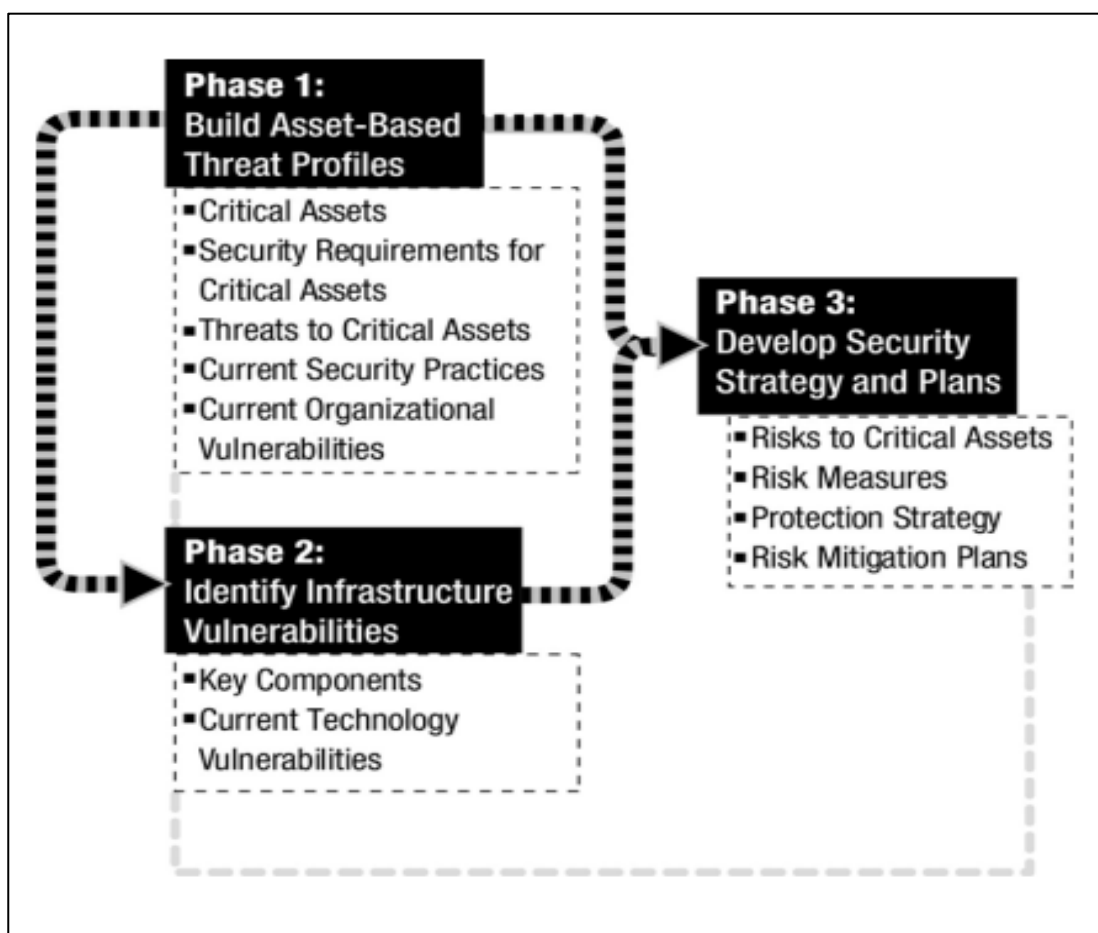 Phase 1:
Build Asset-Based
Threat Profiles
▪Critical Assets
▪Security Requirements for
Critical Assets
▪Threats to Critical Assets
▪Current Security Practices
▪Current Organizational
Vulnerabilities
Phase 2:
Identify Infrastructure
Vulnerabilities
▪Key Components
▪Current Technology
Vulnerabilities
Phase 3:
Develop Security
Strategy and Plans
▪Risks to Critical Assets
▪Risk Measures
▪Protection Strategy
▪Risk Mitigation Plans